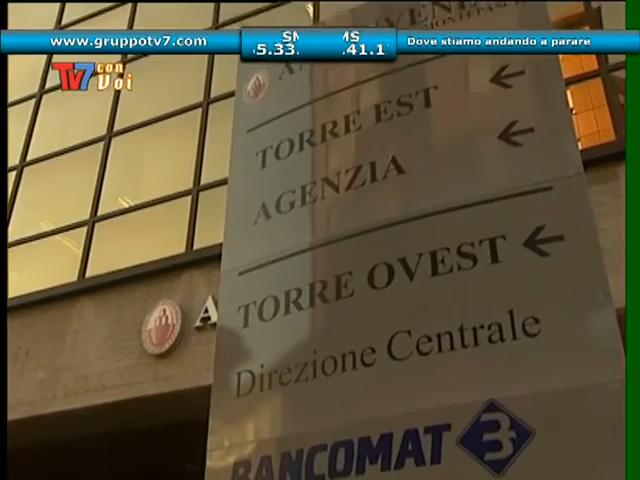 www.gruppotv7.com
Dove stiamo andando a parare
TV7 con
Voi
TORRE EST
AGENZIA
TORRE OVEST
Direzione Centrale
BANCOMAT
A